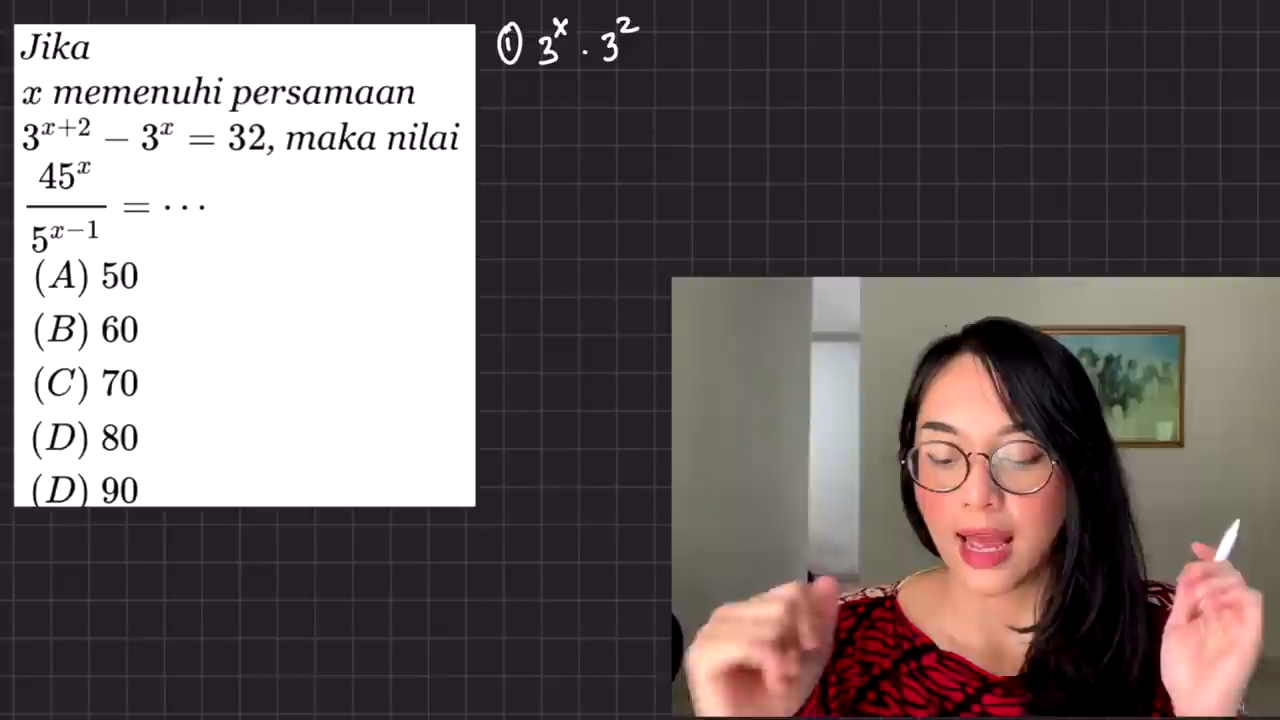 Jika
x memenuhi persamaan
3^{x+2} − 3^x = 32, maka nilai
45^x
5^{x−1} = ···
(A) 50
(B) 60
(C) 70
(D) 80
(D) 90
① 3^x · 3^2